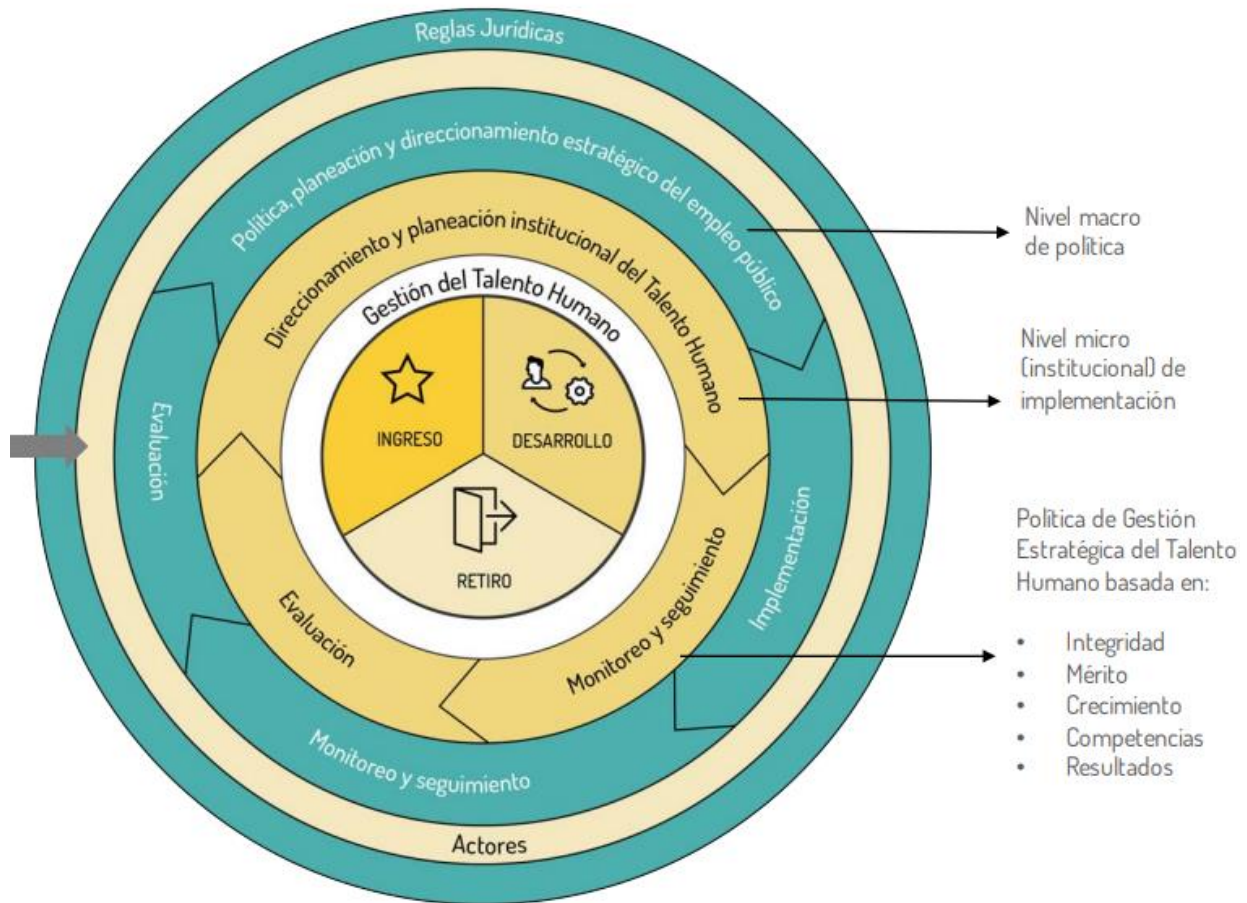 Reglas Jurídicas
Política, planeación y direccionamiento estratégico del empleo público
Direccionamiento y planeación institucional del Talento Humano
Gestión del Talento Humano
INGRESO
DESARROLLO
RETIRO
Evaluación
Implementación
Evaluación
Monitoreo y seguimiento
Monitoreo y seguimiento
Actores
Nivel macro
de política
Nivel micro
(institucional) de
implementación
Política de Gestión
Estratégica del Talento
Humano basada en:
• Integridad
• Mérito
• Crecimiento
• Competencias
• Resultados